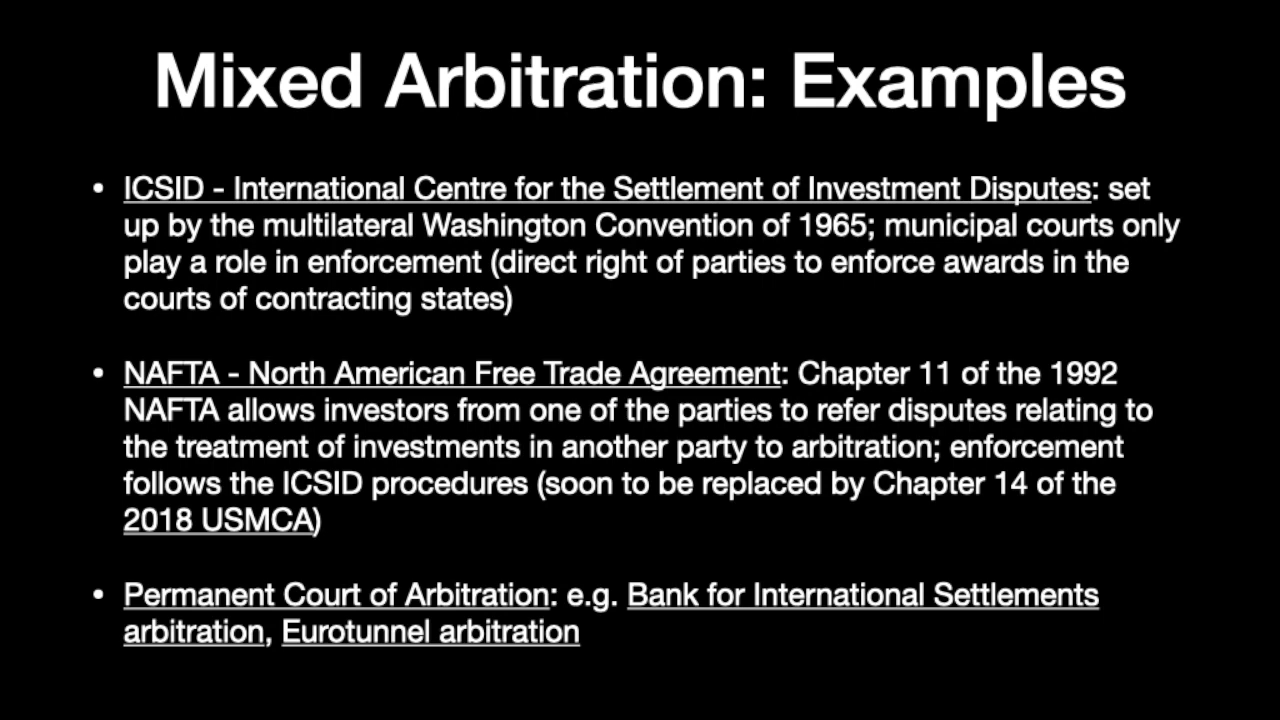 Mixed Arbitration: Examples
• ICSID - International Centre for the Settlement of Investment Disputes: set
up by the multilateral Washington Convention of 1965; municipal courts only
play a role in enforcement (direct right of parties to enforce awards in the
courts of contracting states)
• NAFTA - North American Free Trade Agreement: Chapter 11 of the 1992
NAFTA allows investors from one of the parties to refer disputes relating to
the treatment of investments in another party to arbitration; enforcement
follows the ICSID procedures (soon to be replaced by Chapter 14 of the
2018 USMCA)
• Permanent Court of Arbitration: e.g. Bank for International Settlements
arbitration, Eurotunnel arbitration